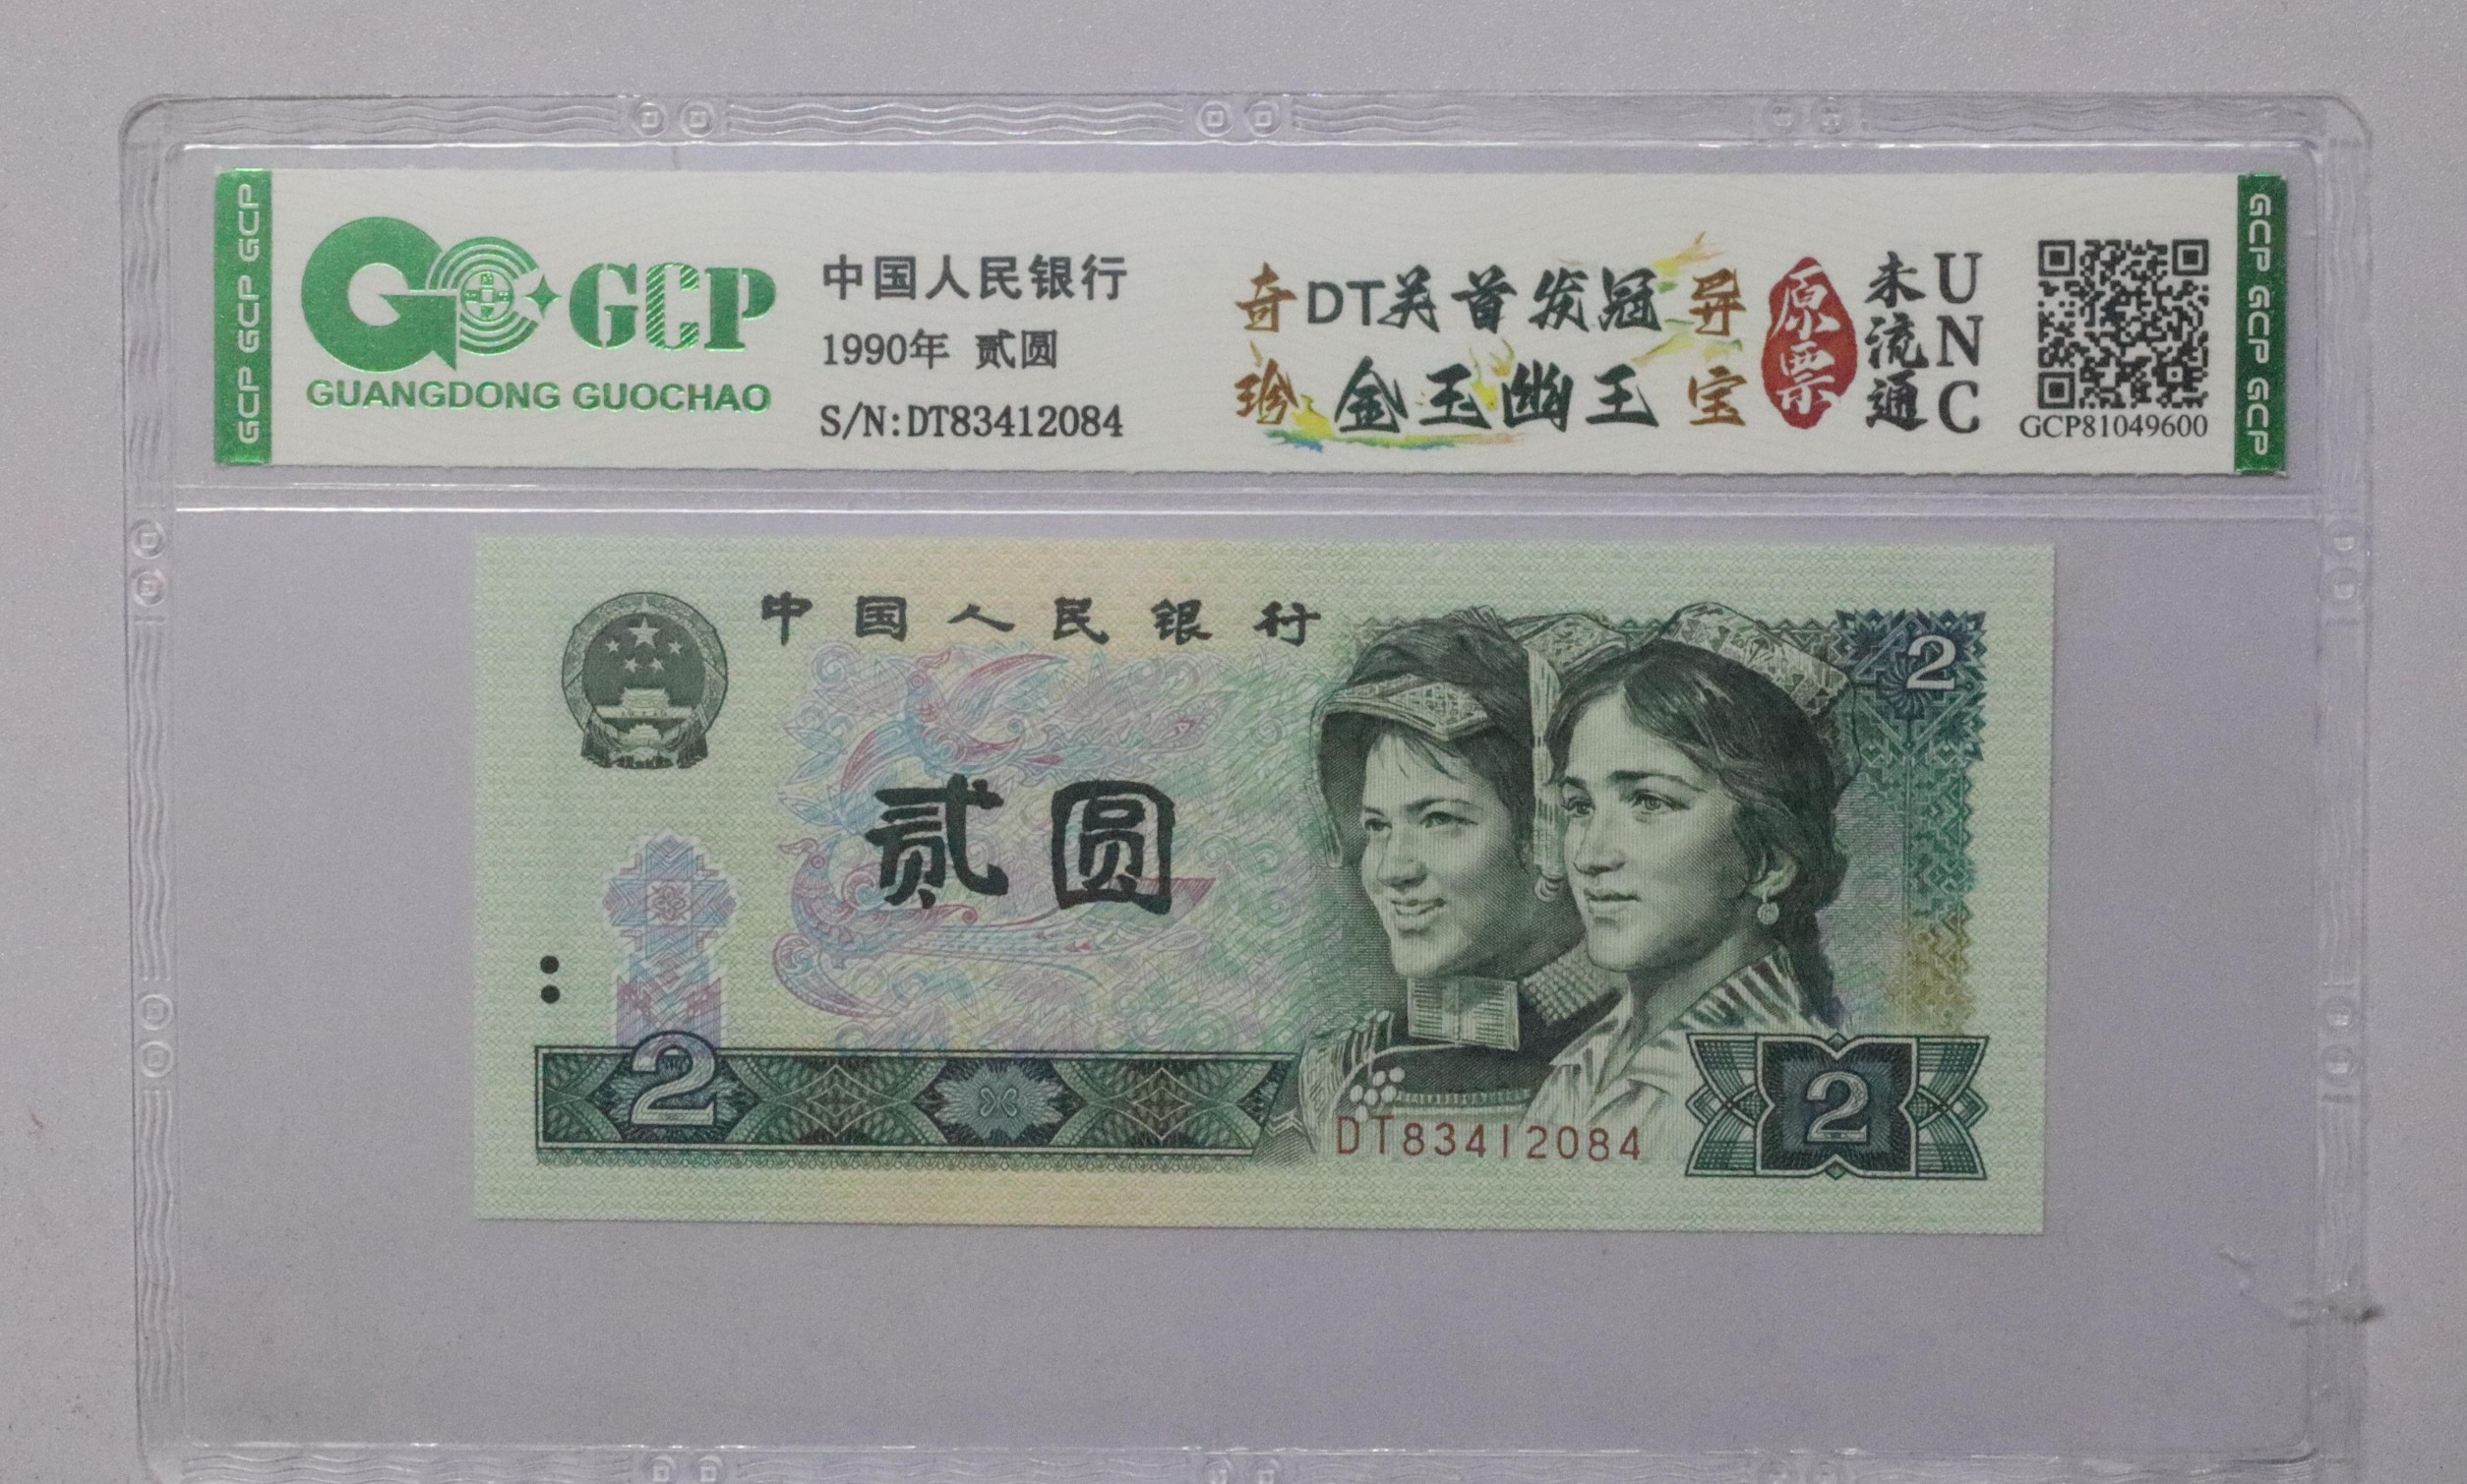 GCP GCP GCP
GCP
GUANGDONG GUOCHAO
中国人民银行
1990年 贰圆
S/N:DT83412084
奇珍
DT关首发冠
金玉幽王
异宝
原票
未流通
UNC
GCP81049600
GCP GCP GCP
中国人民银行
2
贰圆
2
DT83412084
2